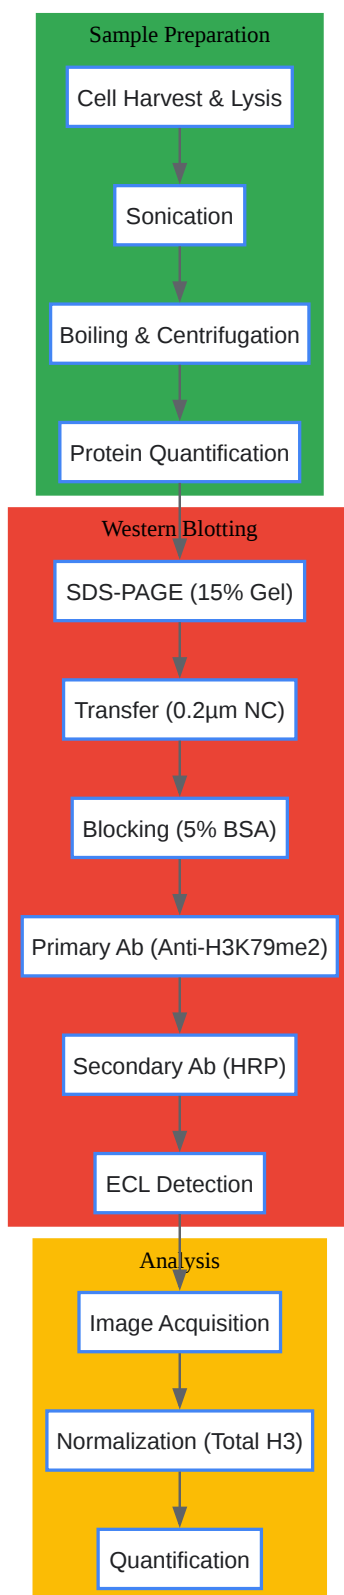 Sample Preparation
Cell Harvest & Lysis
Sonication
Boiling & Centrifugation
Protein Quantification
Western Blotting
SDS-PAGE (15% Gel)
Transfer (0.2µm NC)
Blocking (5% BSA)
Primary Ab (Anti-H3K79me2)
Secondary Ab (HRP)
ECL Detection
Analysis
Image Acquisition
Normalization (Total H3)
Quantification